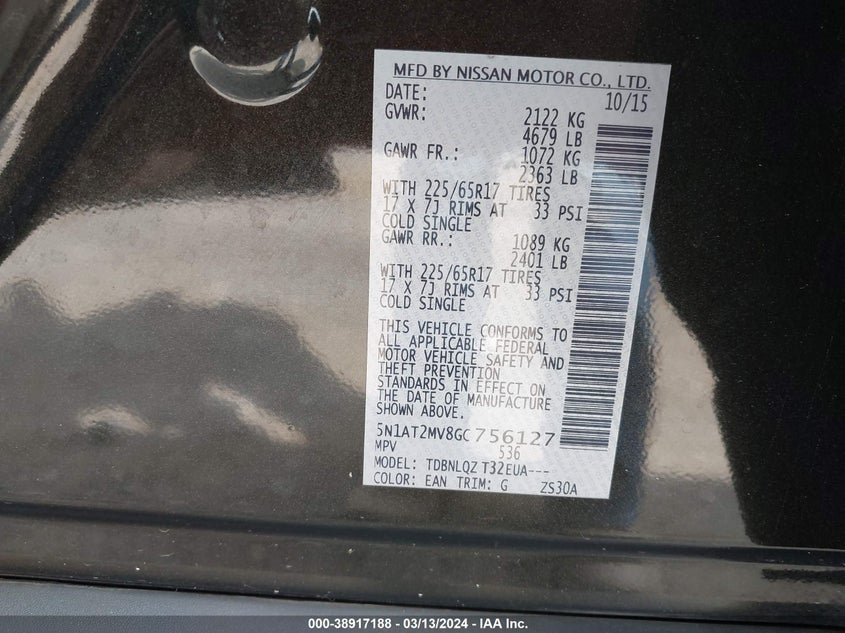 MFD BY NISSAN MOTOR CO., LTD.
DATE: 10/15
GVWR: 2122 KG
4679 LB
GAWR FR.: 1072 KG
2363 LB
WITH 225/65R17 TIRES
17 X 7J RIMS AT 33 PSI
COLD SINGLE
GAWR RR.: 1089 KG
2401 LB
WITH 225/65R17 TIRES
17 X 7J RIMS AT 33 PSI
COLD SINGLE
THIS VEHICLE CONFORMS TO
ALL APPLICABLE FEDERAL
MOTOR VEHICLE SAFETY AND
THEFT PREVENTION
STANDARDS IN EFFECT ON
THE DATE OF MANUFACTURE
SHOWN ABOVE.
5N1AT2MV8GC756127
MPV 536
MODEL: TDBNLQZ T32EUA---
COLOR: EAN TRIM: G ZS30A
000-38917188 - 03/13/2024 - IAA Inc.